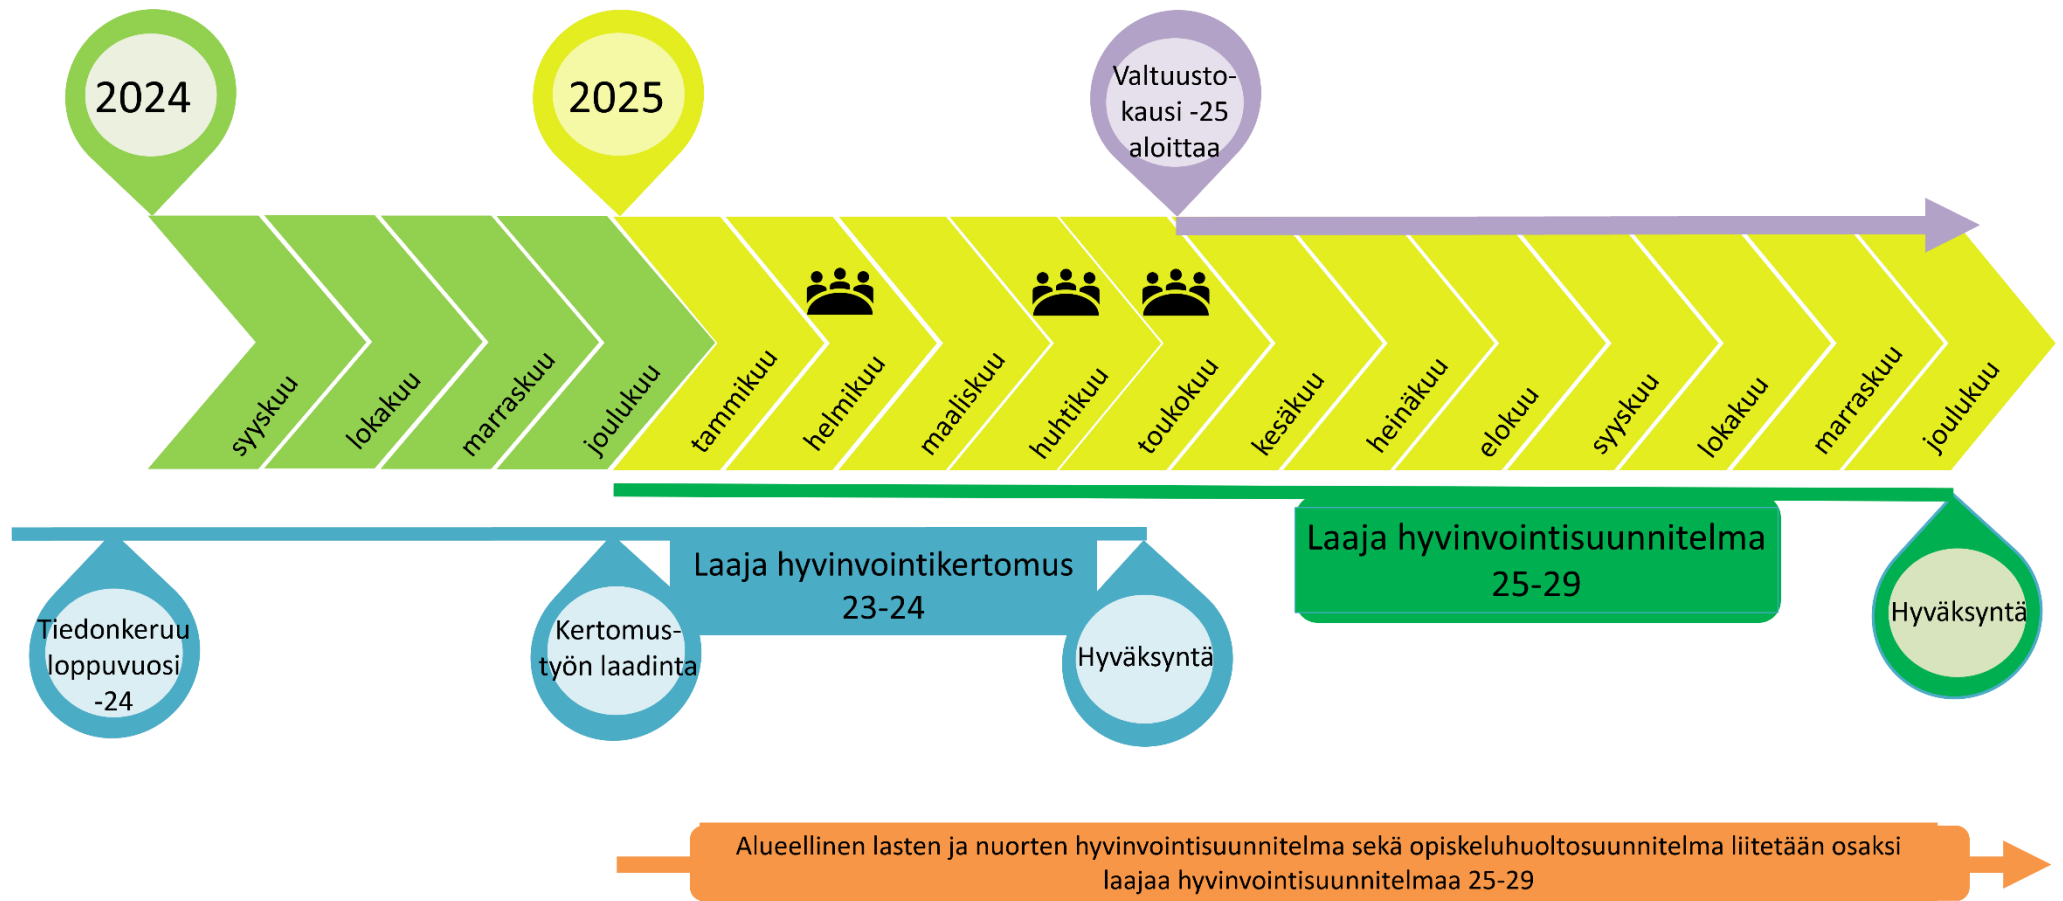 2024
2025
Valtuusto-
kausi -25
aloittaa
syyskuu
lokakuu
marraskuu
joulukuu
tammikuu
helmikuu
maaliskuu
huhtikuu
toukokuu
kesäkuu
heinäkuu
elokuu
syyskuu
lokakuu
marraskuu
joulukuu
Laaja hyvinvointisuunnitelma
25-29
Laaja hyvinvointikertomus
23-24
Tiedonkeruu
loppuvuosi
-24
Kertomus-
työn laadinta
Hyväksyntä
Hyväksyntä
Alueellinen lasten ja nuorten hyvinvointisuunnitelma sekä opiskeluhuoltosuunnitelma liitetään osaksi
laajaa hyvinvointisuunnitelmaa 25-29